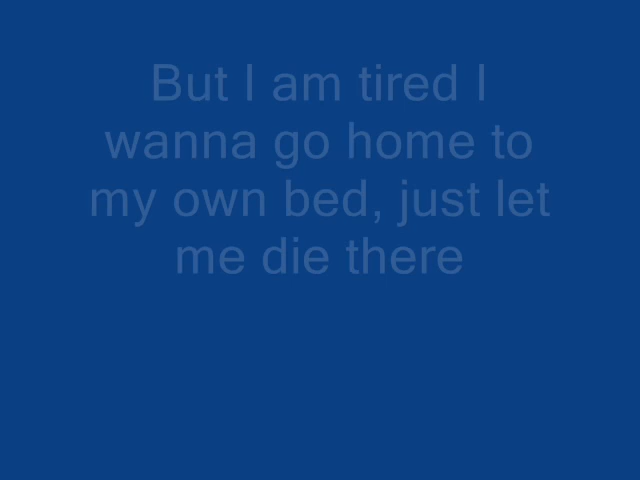 But I am tired I
wanna go home to
my own bed, just let
me die there